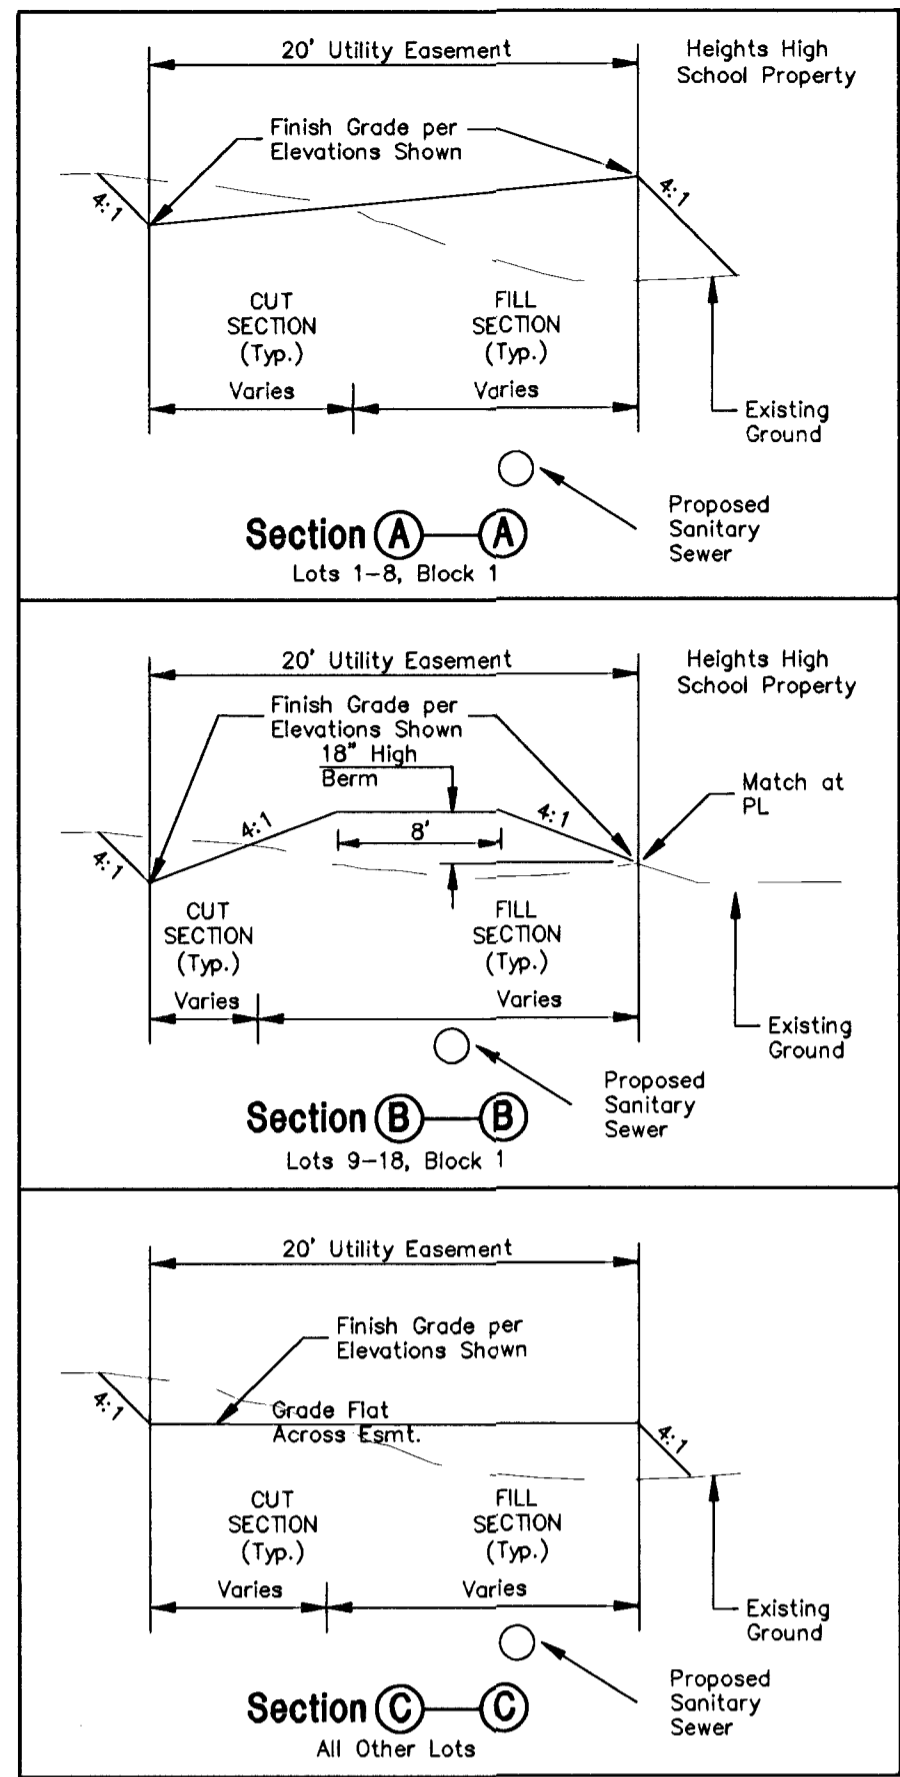 20' Utility Easement
Heights High
School Property
Finish Grade per
Elevations Shown
4:1
4:1
CUT
SECTION
(Typ.)
FILL
SECTION
(Typ.)
Varies
Varies
Existing
Ground
Proposed
Sanitary
Sewer
Section A A
Lots 1-8, Block 1
20' Utility Easement
Heights High
School Property
Finish Grade per
Elevations Shown
18" High
Berm
Match at
PL
4:1
4:1
4:1
8'
CUT
SECTION
(Typ.)
FILL
SECTION
(Typ.)
Varies
Varies
Existing
Ground
Proposed
Sanitary
Sewer
Section B B
Lots 9-18, Block 1
20' Utility Easement
Finish Grade per
Elevations Shown
4:1
Grade Flat
Across Esmt.
4:1
CUT
SECTION
(Typ.)
FILL
SECTION
(Typ.)
Varies
Varies
Existing
Ground
Proposed
Sanitary
Sewer
Section C C
All Other Lots